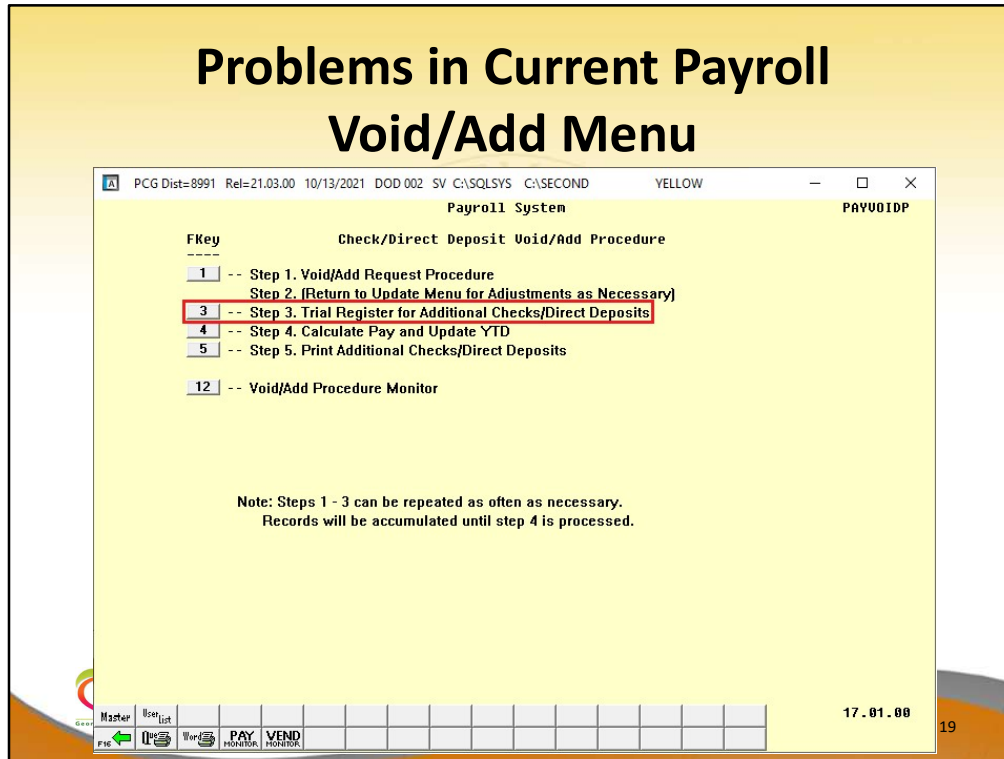 Problems in Current Payroll
Void/Add Menu
PCG Dist=8991 Rel=21.03.00 10/13/2021 DOD 002 SV C:\SQLSYS C:\SECOND YELLOW
Payroll System PAYVOIDP
FKey Check/Direct Deposit Void/Add Procedure
----
1 -- Step 1. Void/Add Request Procedure
Step 2. (Return to Update Menu for Adjustments as Necessary)
3 -- Step 3. Trial Register for Additional Checks/Direct Deposits
4 -- Step 4. Calculate Pay and Update YTD
5 -- Step 5. Print Additional Checks/Direct Deposits
12 -- Void/Add Procedure Monitor
Note: Steps 1 - 3 can be repeated as often as necessary.
Records will be accumulated until step 4 is processed.
Master User list 17.01.00
F16 Que Word PAY MONITOR VEND MONITOR
19